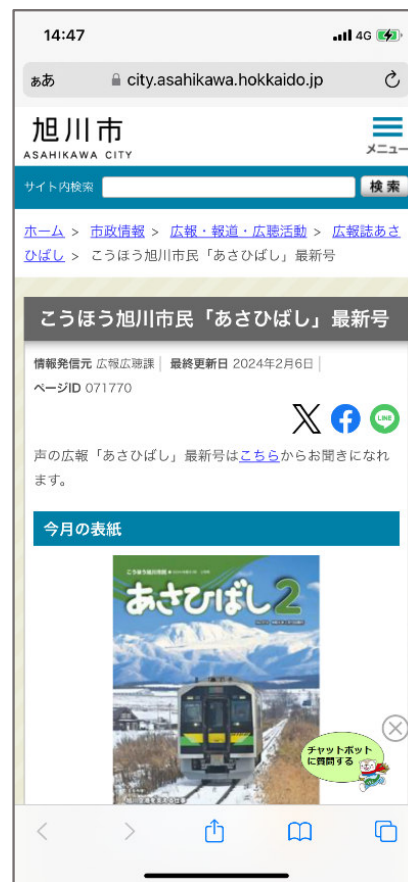 14:47
4G
ぁあ
city.asahikawa.hokkaido.jp
旭川市
ASAHIKAWA CITY
メニュー
サイト内検索
検索
ホーム > 市政情報 > 広報・報道・広聴活動 > 広報誌あさ
ひばし > こうほう旭川市民「あさひばし」最新号
こうほう旭川市民「あさひばし」最新号
情報発信元 広報広聴課 | 最終更新日 2024年2月6日 |
ページID 071770
LINE
声の広報「あさひばし」最新号はこちらからお聞きになれ
ます。
今月の表紙
こうほう旭川市民
あさひばし2
チャットボット
に質問する